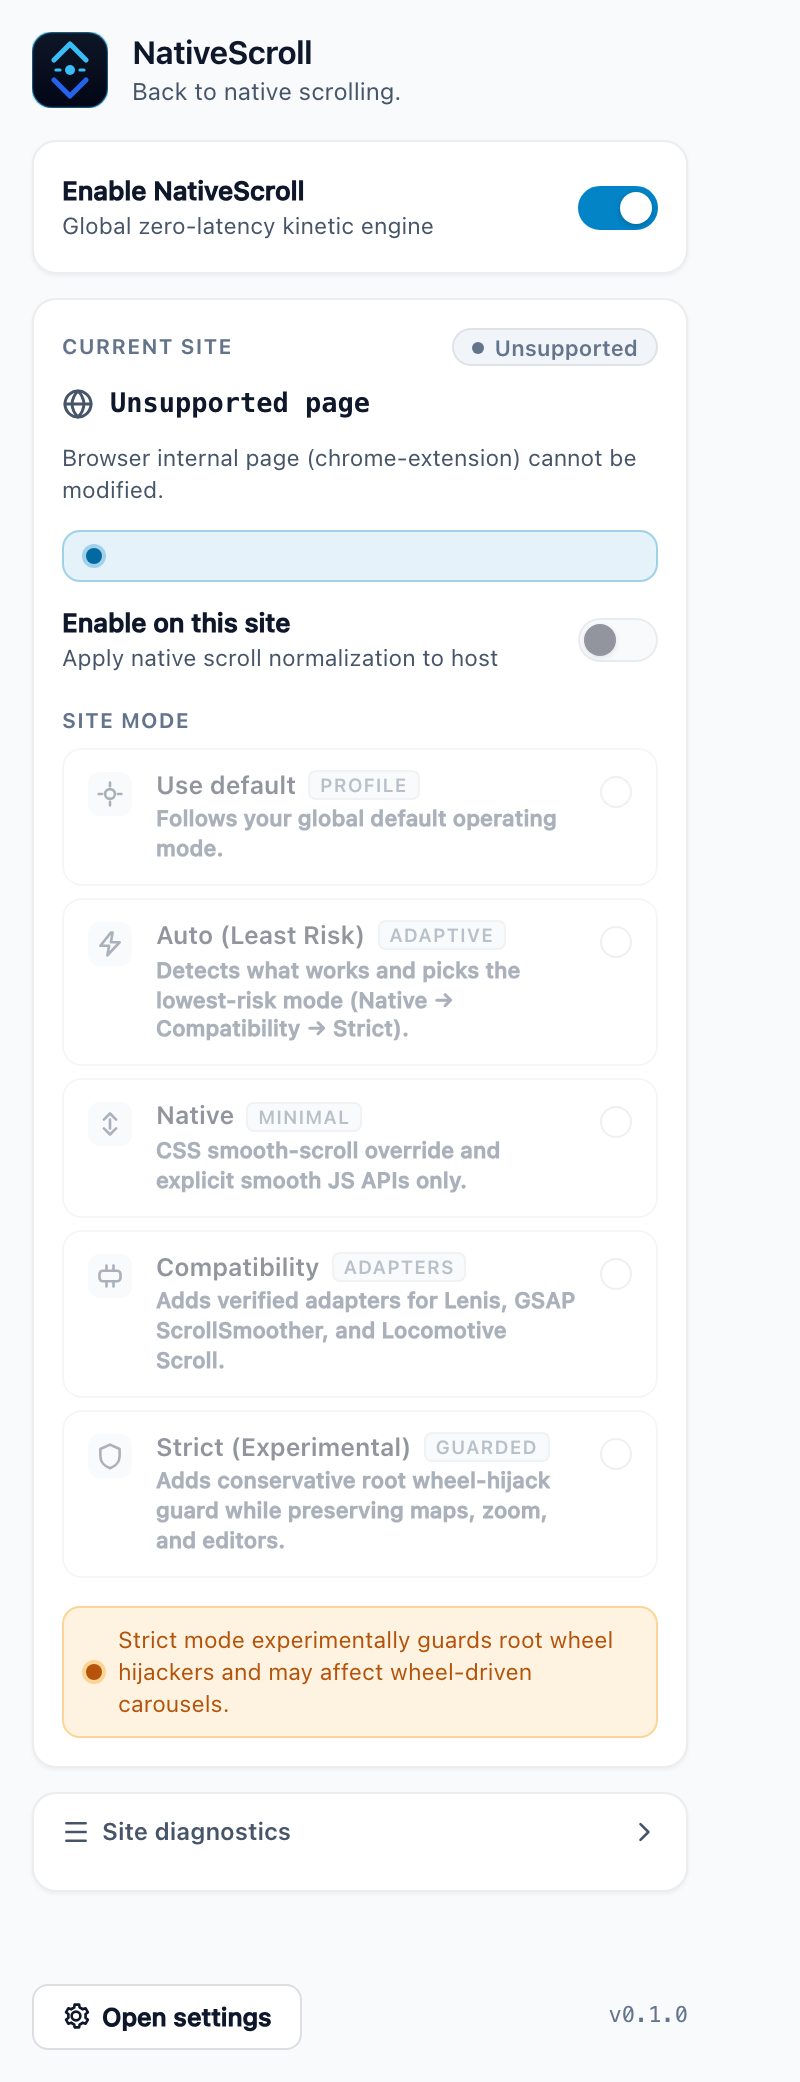 NativeScroll
Back to native scrolling.
Enable NativeScroll
Global zero-latency kinetic engine
CURRENT SITE
Unsupported
Unsupported page
Browser internal page (chrome-extension) cannot be
modified.
Enable on this site
Apply native scroll normalization to host
SITE MODE
Use default PROFILE
Follows your global default operating
mode.
Auto (Least Risk) ADAPTIVE
Detects what works and picks the
lowest-risk mode (Native →
Compatibility → Strict).
Native MINIMAL
CSS smooth-scroll override and
explicit smooth JS APIs only.
Compatibility ADAPTERS
Adds verified adapters for Lenis, GSAP
ScrollSmoother, and Locomotive
Scroll.
Strict (Experimental) GUARDED
Adds conservative root wheel-hijack
guard while preserving maps, zoom,
and editors.
Strict mode experimentally guards root wheel
hijackers and may affect wheel-driven
carousels.
Site diagnostics
Open settings
v0.1.0